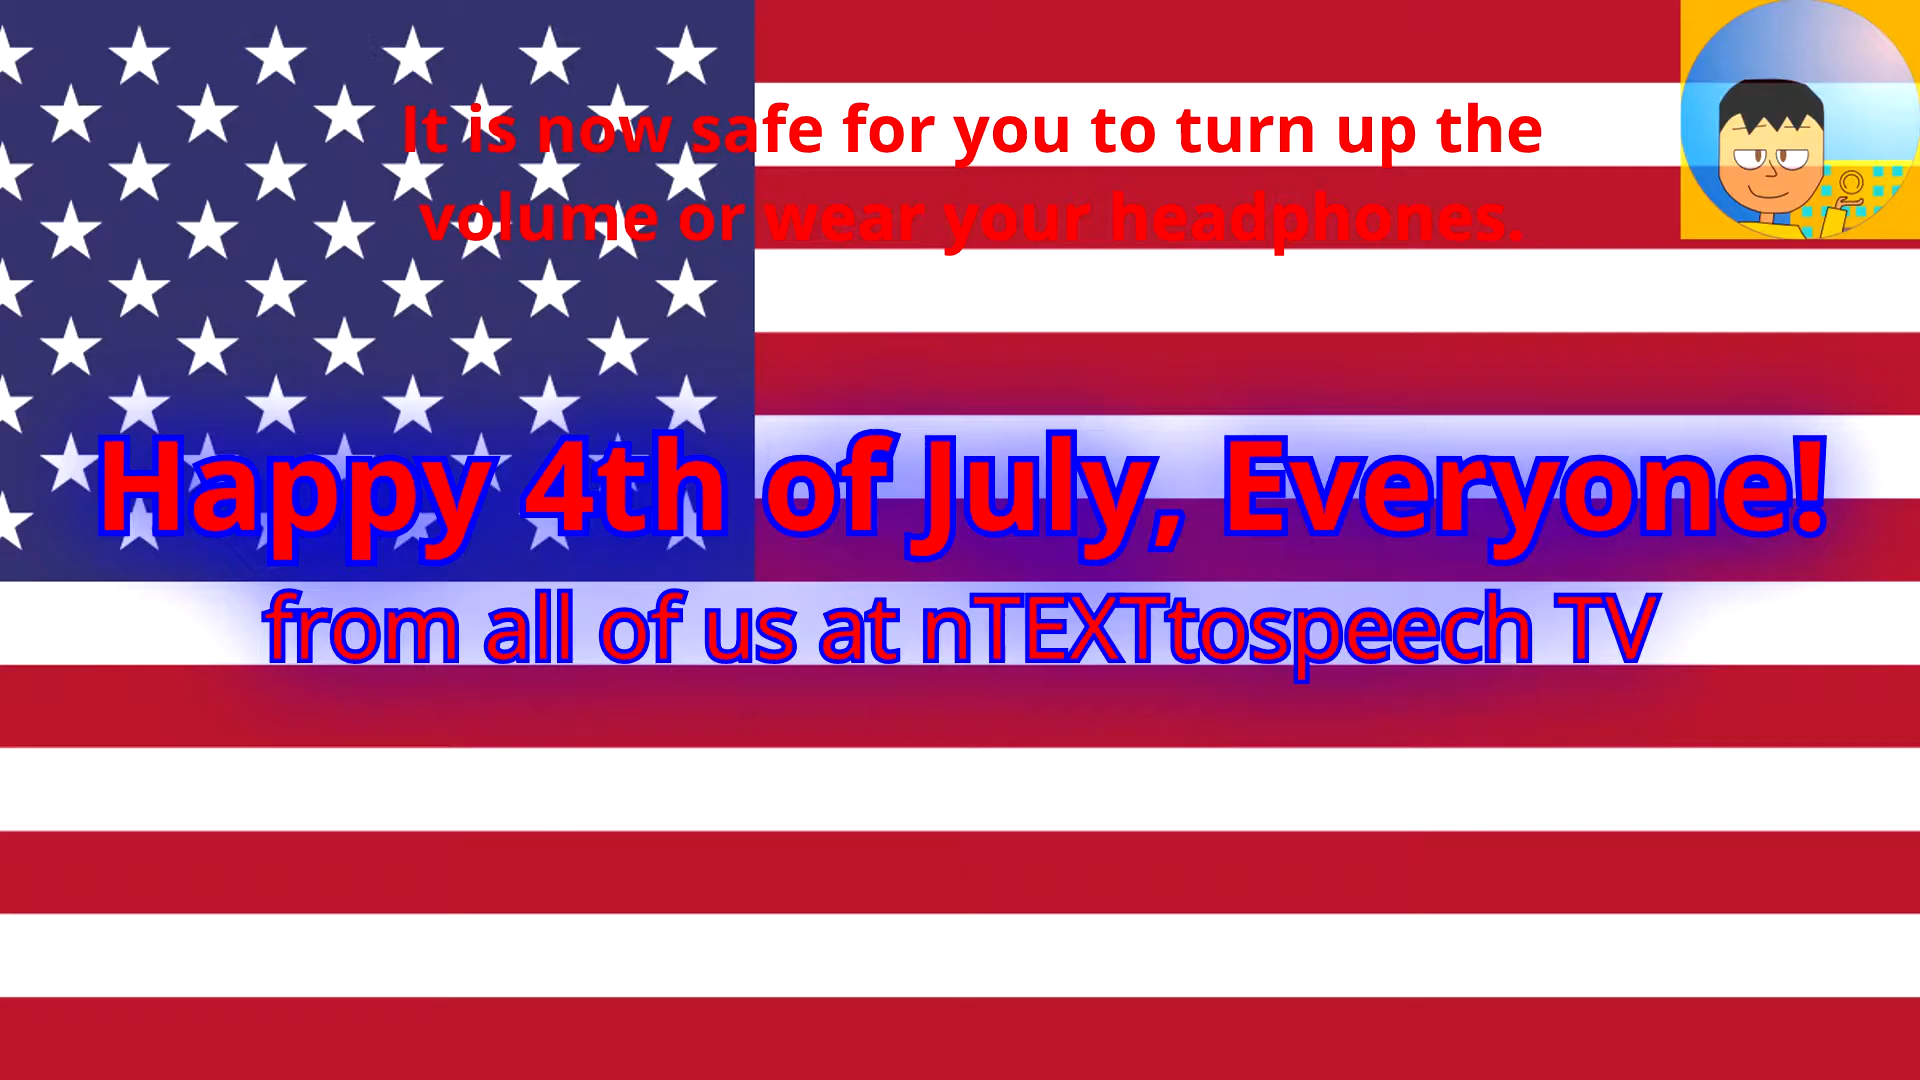 It is now safe for you to turn up the
volume or wear your headphones.
Happy 4th of July, Everyone!
from all of us at nTEXTtospeech TV